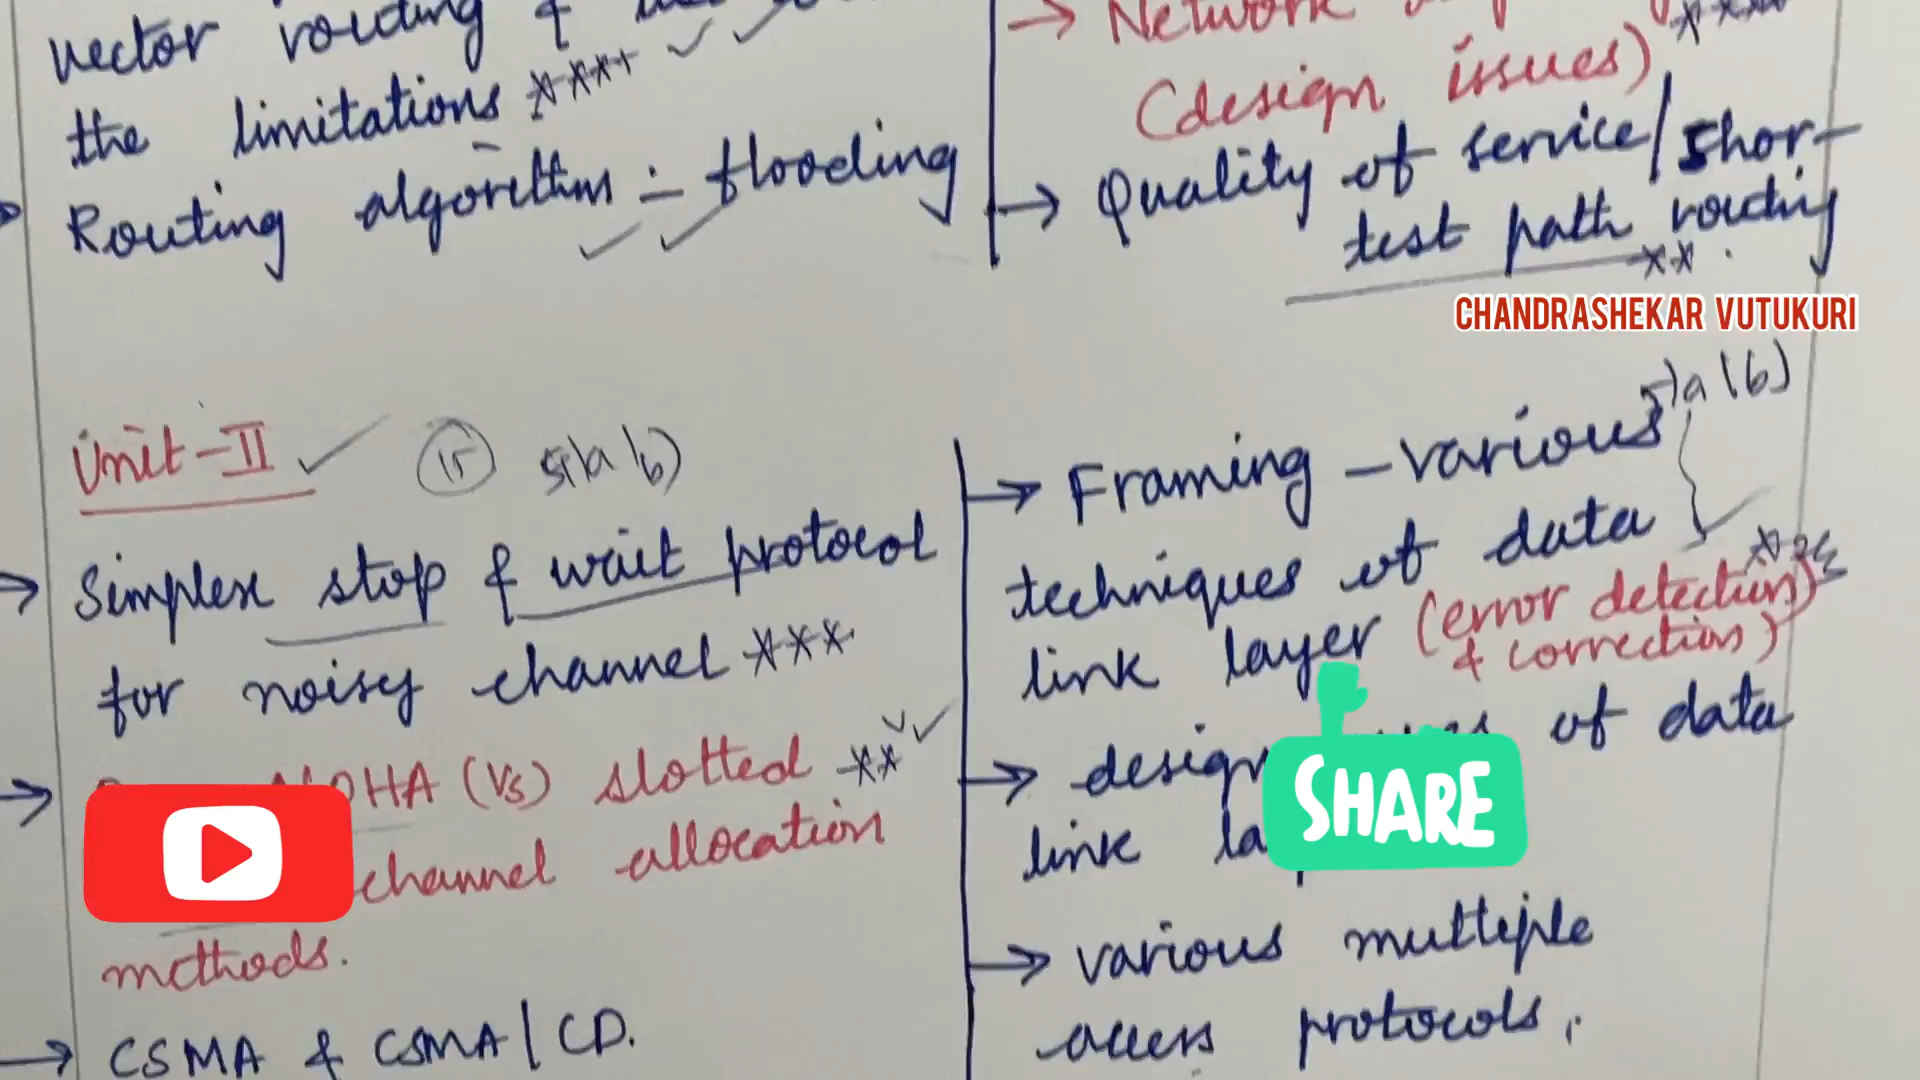 vector routing &
the limitations ****
Routing algorithm :- flooding
→ Network
(design issues) ****
→ Quality of service/shor-
test path routing
**.
CHANDRASHEKAR VUTUKURI
Unit-II 15 5)a b)
→ Simplex stop & wait protocol
for noisy channel ***
→ ALOHA (Vs) slotted **
channel allocation
methods.
→ CSMA & CSMA/CD.
5)a (b)
→ Framing - various
techniques of data
link layer (error detection)
& correction)
→ design of data
link
→ various multiple
access protocols,
SHARE